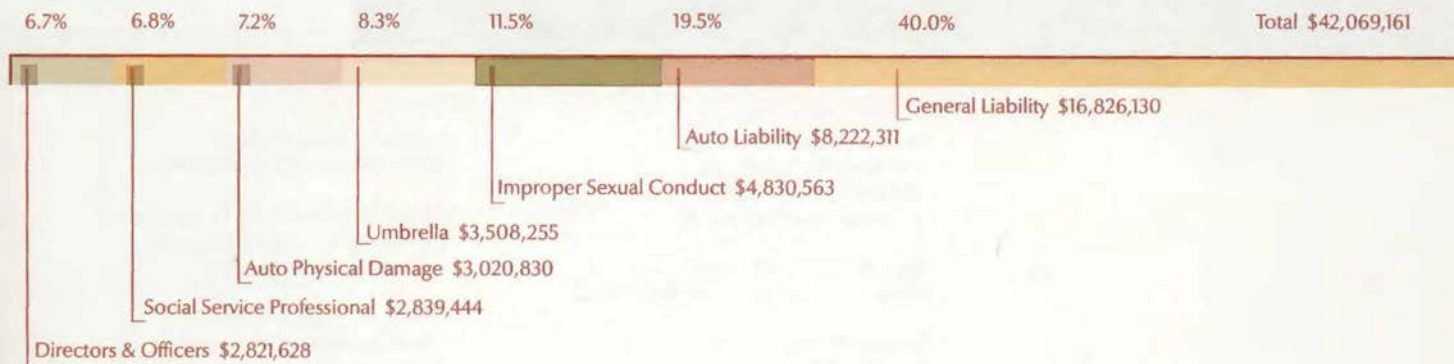 6.7% 6.8% 7.2% 8.3% 11.5% 19.5% 40.0% Total $42,069,161
General Liability $16,826,130
Auto Liability $8,222,311
Improper Sexual Conduct $4,830,563
Umbrella $3,508,255
Auto Physical Damage $3,020,830
Social Service Professional $2,839,444
Directors & Officers $2,821,628